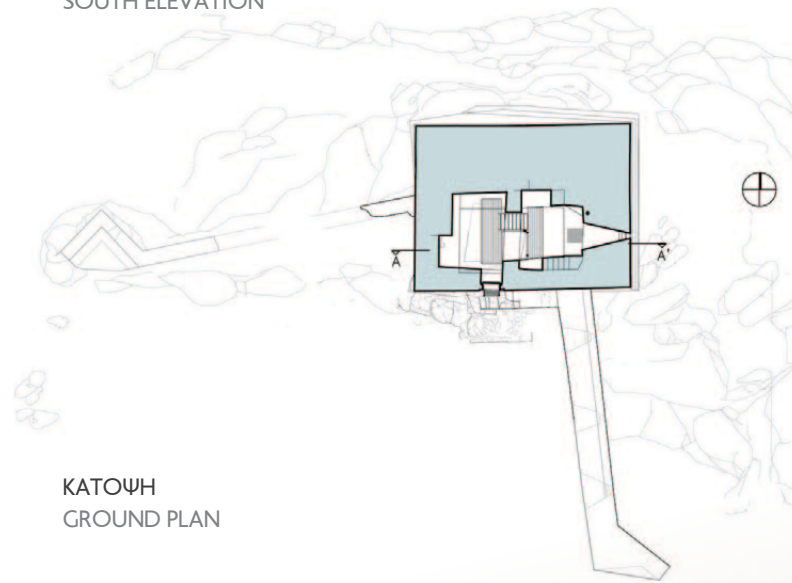 SOUTH ELEVATION
A A'
ΚΑΤΟΨΗ
GROUND PLAN